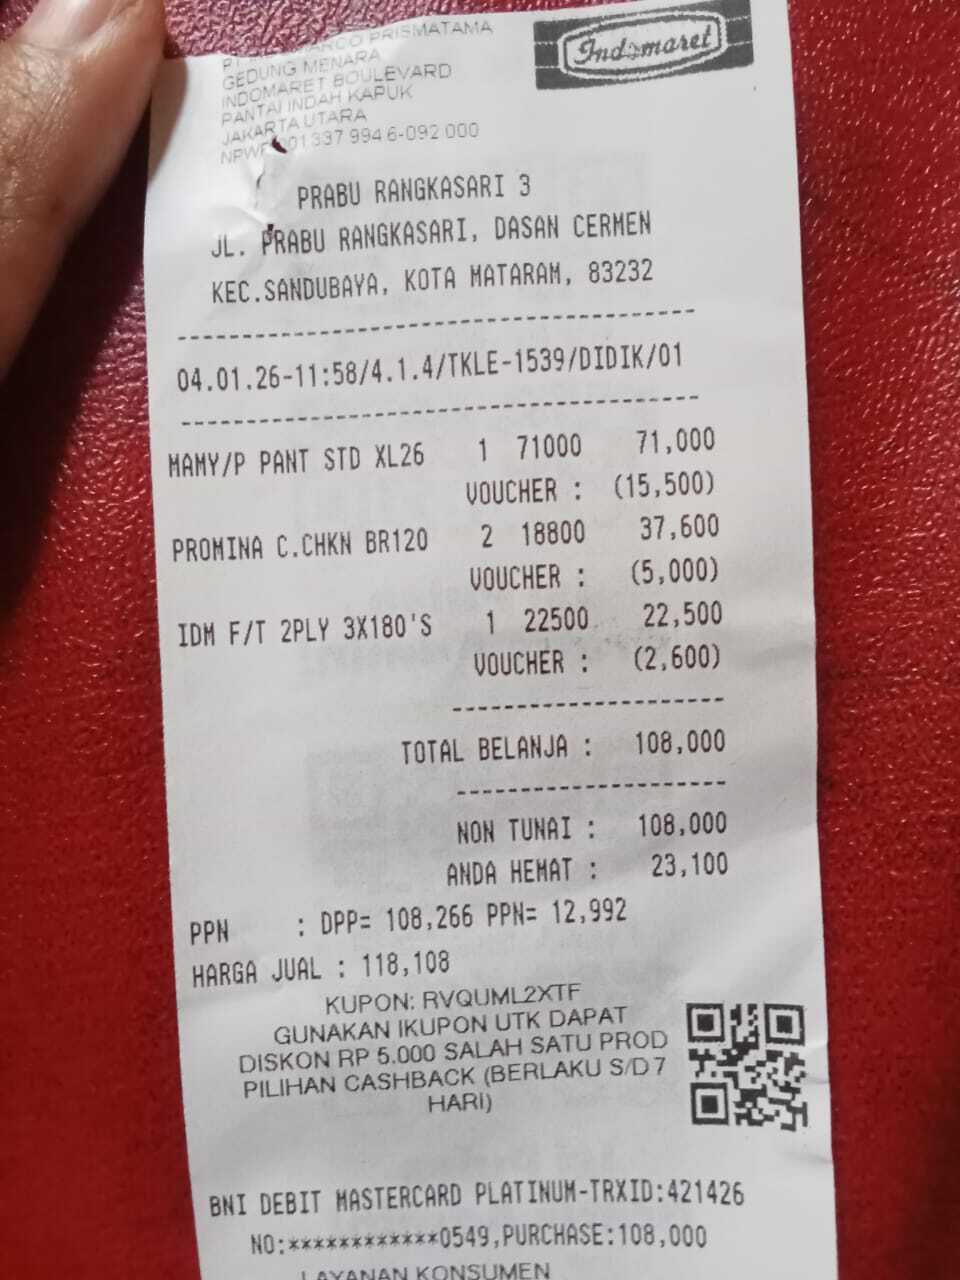 Indomaret
PRISMATAMA
GEDUNG MENARA
INDOMARET BOULEVARD
PANTAI INDAH KAPUK
JAKARTA UTARA
337 994 6-092 000
PRABU RANGKASARI 3
JL. PRABU RANGKASARI, DASAN CERMEN
KEC.SANDUBAYA, KOTA MATARAM, 83232
04.01.26-11:58/4.1.4/TKLE-1539/DIDIK/01
MAMY/P PANT STD XL26 1 71000 71,000
VOUCHER : (15,500)
PROMINA C.CHKN BR120 2 18800 37,600
VOUCHER : (5,000)
IDM F/T 2PLY 3X180'S 1 22500 22,500
VOUCHER : (2,600)
TOTAL BELANJA : 108,000
NON TUNAI : 108,000
ANDA HEMAT : 23,100
PPN : DPP= 108,266 PPN= 12,992
HARGA JUAL : 118,108
KUPON: RVQUML2XTF
GUNAKAN IKUPON UTK DAPAT
DISKON RP 5.000 SALAH SATU PROD
PILIHAN CASHBACK (BERLAKU S/D 7
HARI)
BNI DEBIT MASTERCARD PLATINUM-TRXID:421426
NO:************0549,PURCHASE:108,000
LAYANAN KONSUMEN